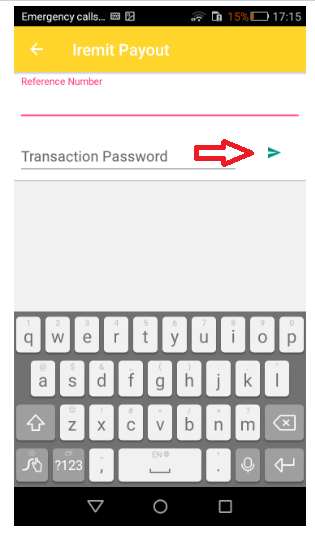 Emergency calls... 15% 17:15
Iremit Payout
Reference Number
Transaction Password
1 2 3 4 5 6 7 8 9 0
q w e r t y u i o p
a s d f g h j k l
z x c v b n m
?123 , EN .